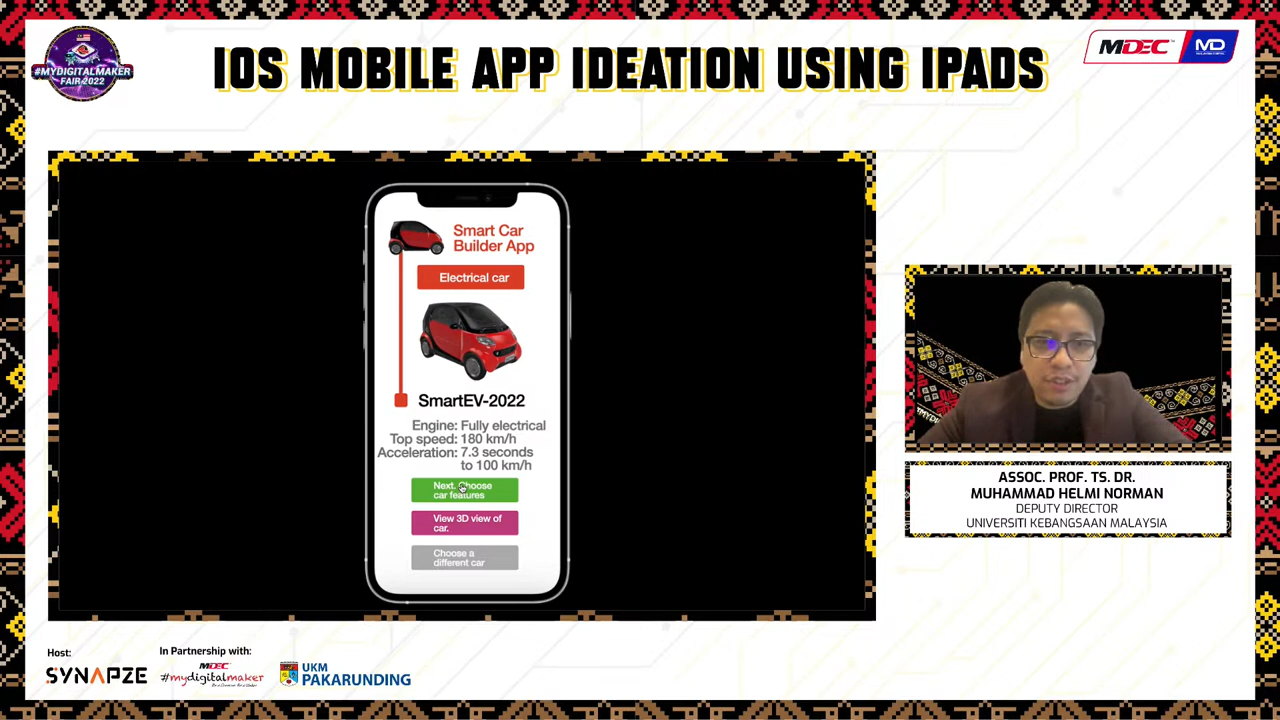 #MYDIGITALMAKER
FAIR 2022
IOS MOBILE APP IDEATION USING IPADS
MDEC
MD
Smart Car
Builder App
Electrical car
SmartEV-2022
Engine: Fully electrical
Top speed: 180 km/h
Acceleration: 7.3 seconds
to 100 km/h
Next. Choose
car features
View 3D view of
car.
Choose a
different car
ASSOC. PROF. TS. DR.
MUHAMMAD HELMI NORMAN
DEPUTY DIRECTOR
UNIVERSITI KEBANGSAAN MALAYSIA
Host:
SYNAPZE
In Partnership with:
MDEC
#mydigitalmaker
UKM
PAKARUNDING